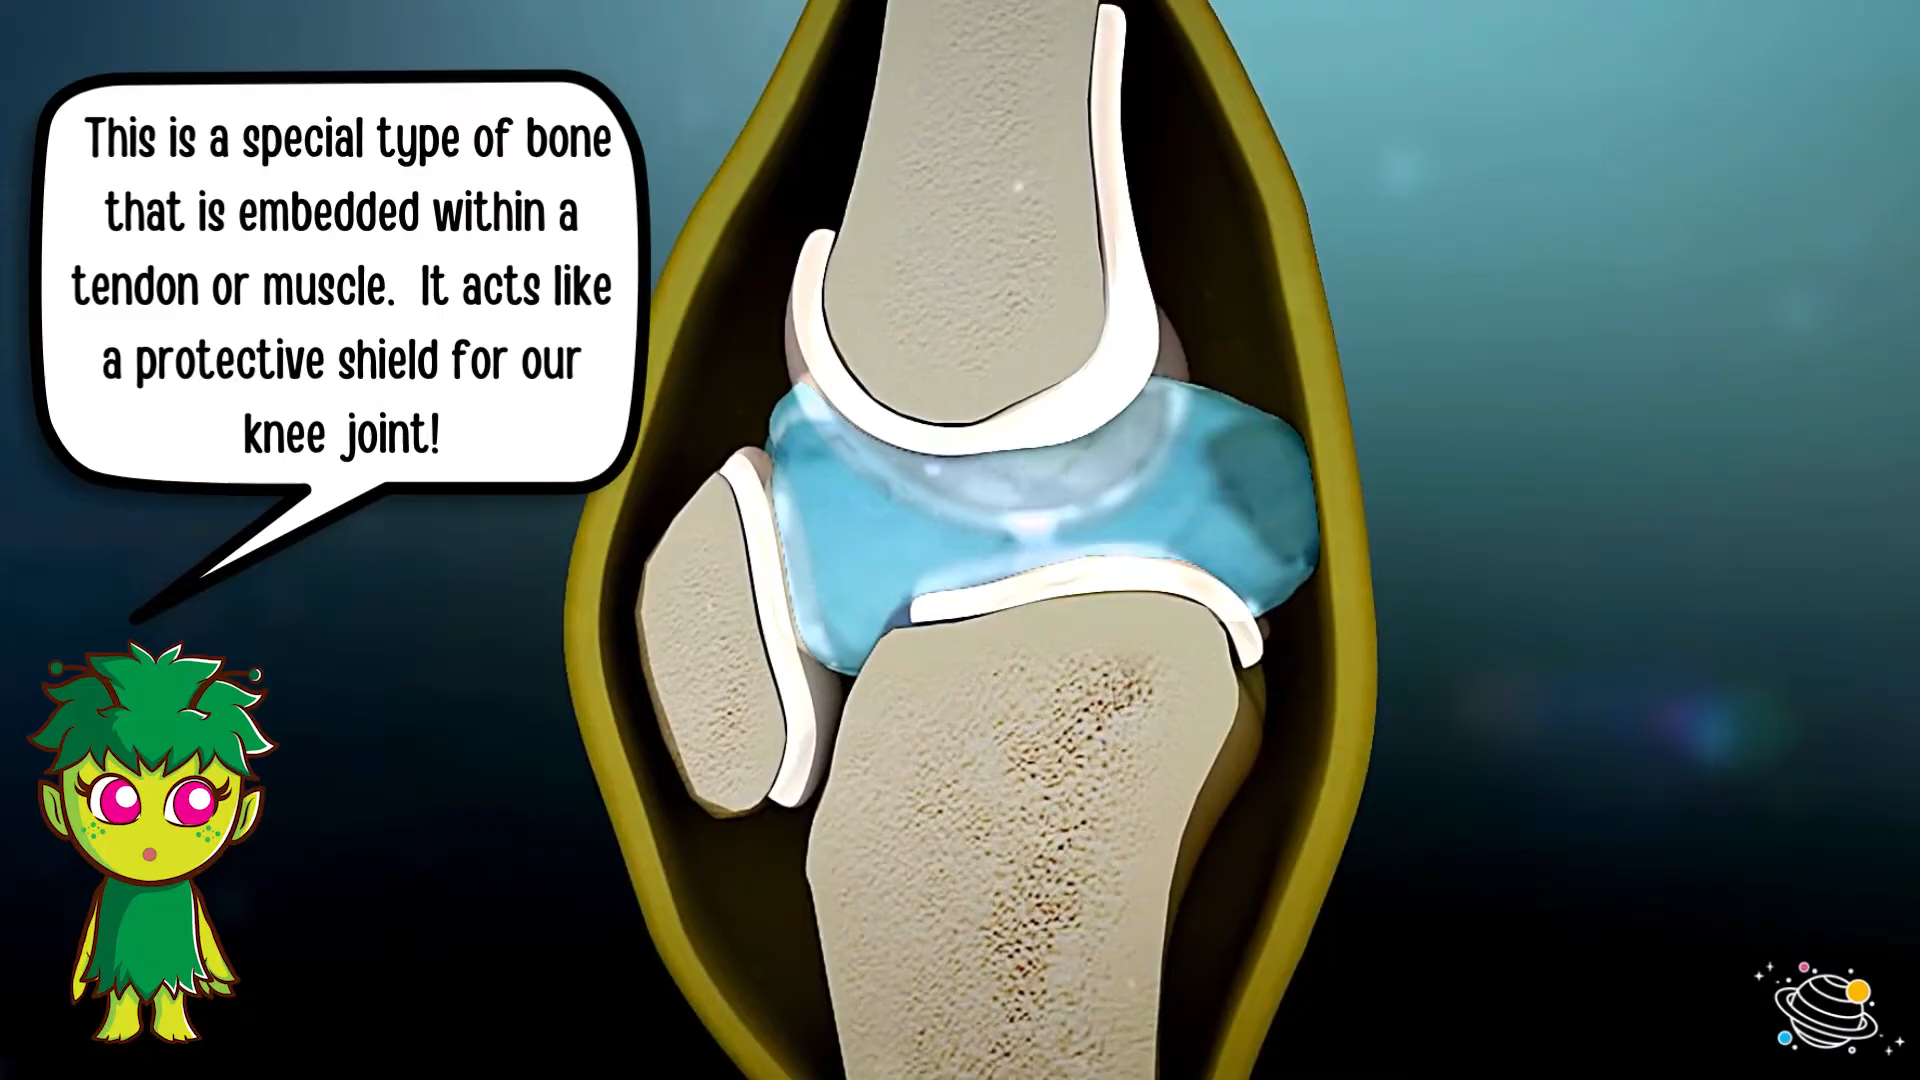 This is a special type of bone
that is embedded within a
tendon or muscle. It acts like
a protective shield for our
knee joint!